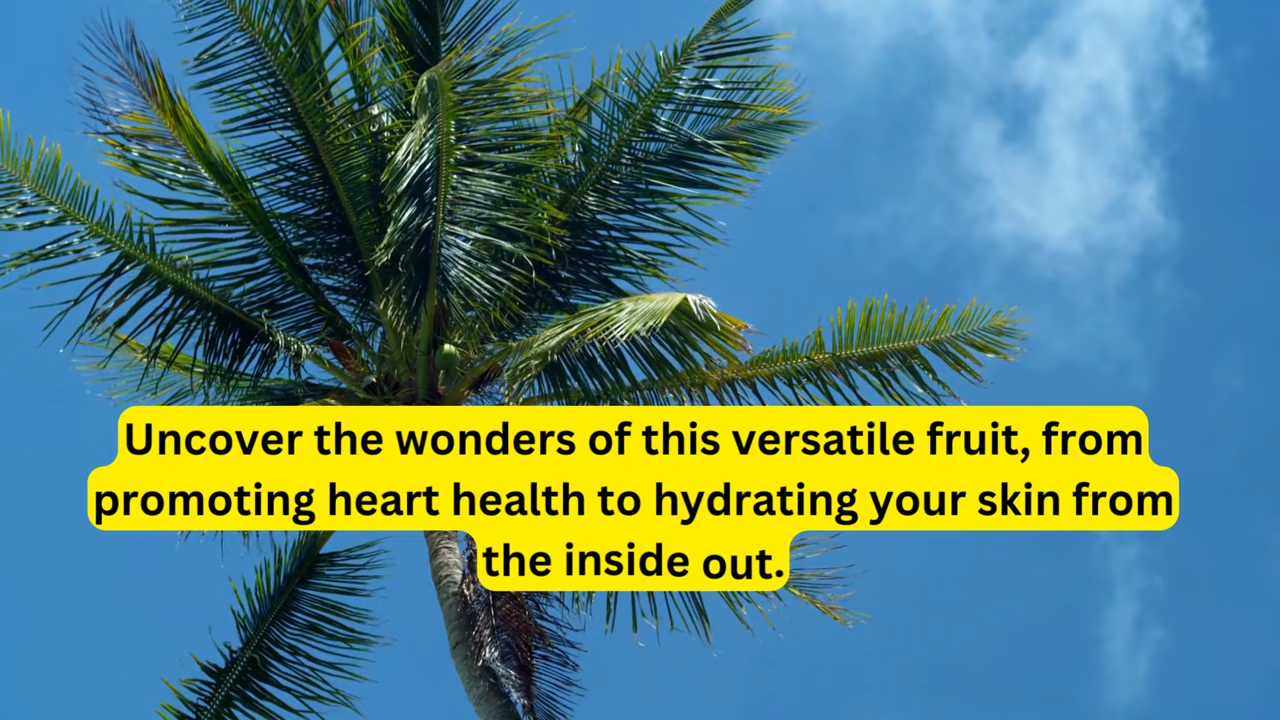 Uncover the wonders of this versatile fruit, from
promoting heart health to hydrating your skin from
the inside out.